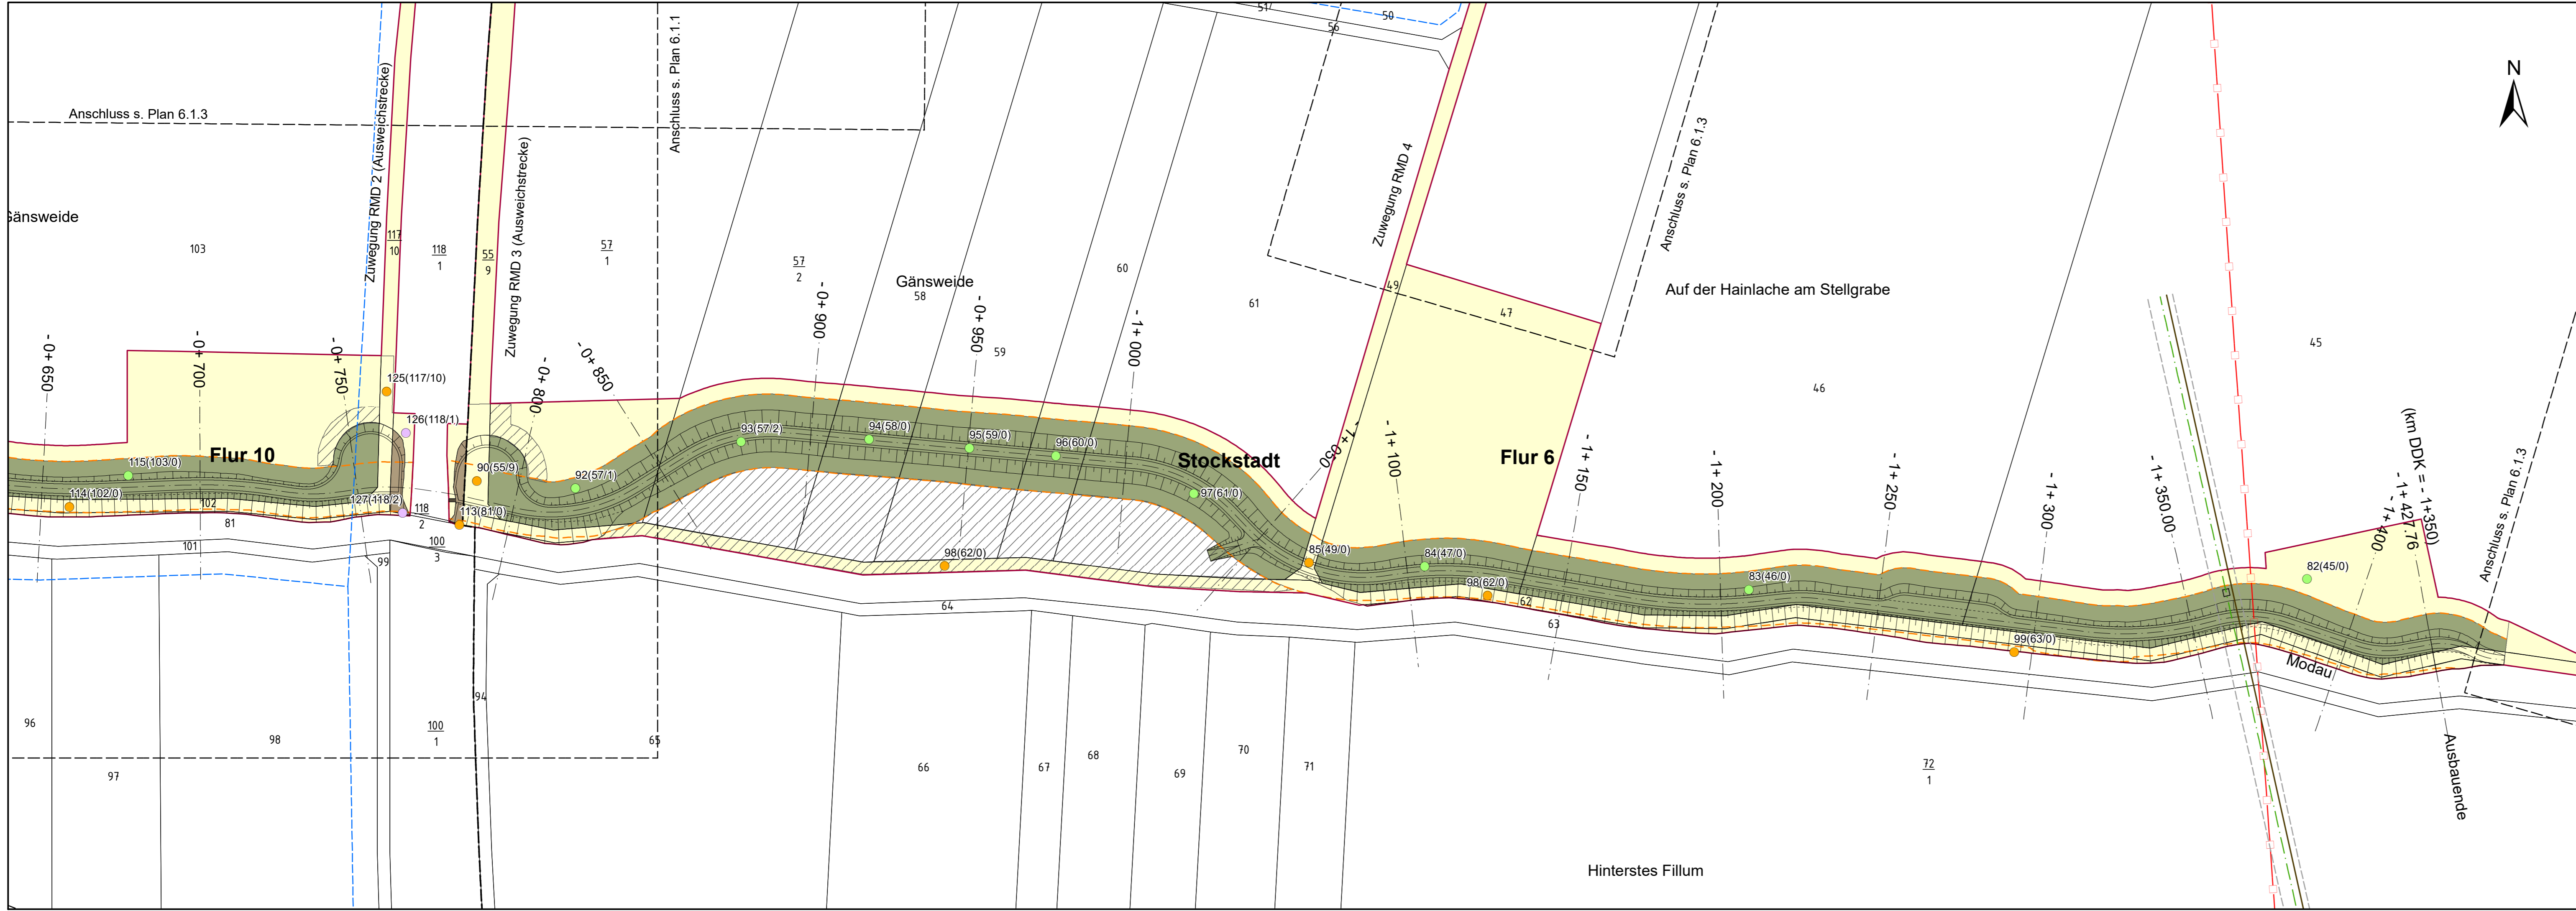 51/
50
56
N
Anschluss s. Plan 6.1.3
Anschluss s. Plan 6.1.1
Zuwegung RMD 2 (Ausweichstrecke)
Zuwegung RMD 3 (Ausweichstrecke)
Zuwegung RMD 4
Anschluss s. Plan 6.1.3
Gänsweide
103
117
10
118
1
55
9
57
1
57
2
Gänsweide
58
59
60
61
49
47
Auf der Hainlache am Stellgrabe
46
45
- 0+ 650
- 0+ 700
- 0+ 750
- 0+ 800
- 0+ 850
- 0+ 900
- 0+ 950
- 1+ 000
- 1+ 050
- 1+ 100
- 1+ 150
- 1+ 200
- 1+ 250
- 1+ 300
- 1+ 350.00
- 1+ 400
- 1+ 427.76
(km DDK = - 1+350)
Ausbauende
Anschluss s. Plan 6.1.3
125(117/10)
126(118/1)
Flur 10
115(103/0)
114(102/0)
102
127(118/2)
118
2
90(55/9)
113(81/0)
92(57/1)
93(57/2)
94(58/0)
95(59/0)
96(60/0)
97(61/0)
Stockstadt
Flur 6
98(62/0)
85(49/0)
84(47/0)
98(62/0)
62
63
83(46/0)
99(63/0)
82(45/0)
Modau
81
101
99
100
3
64
94
96
97
98
100
1
65
66
67
68
69
70
71
72
1
Hinterstes Fillum